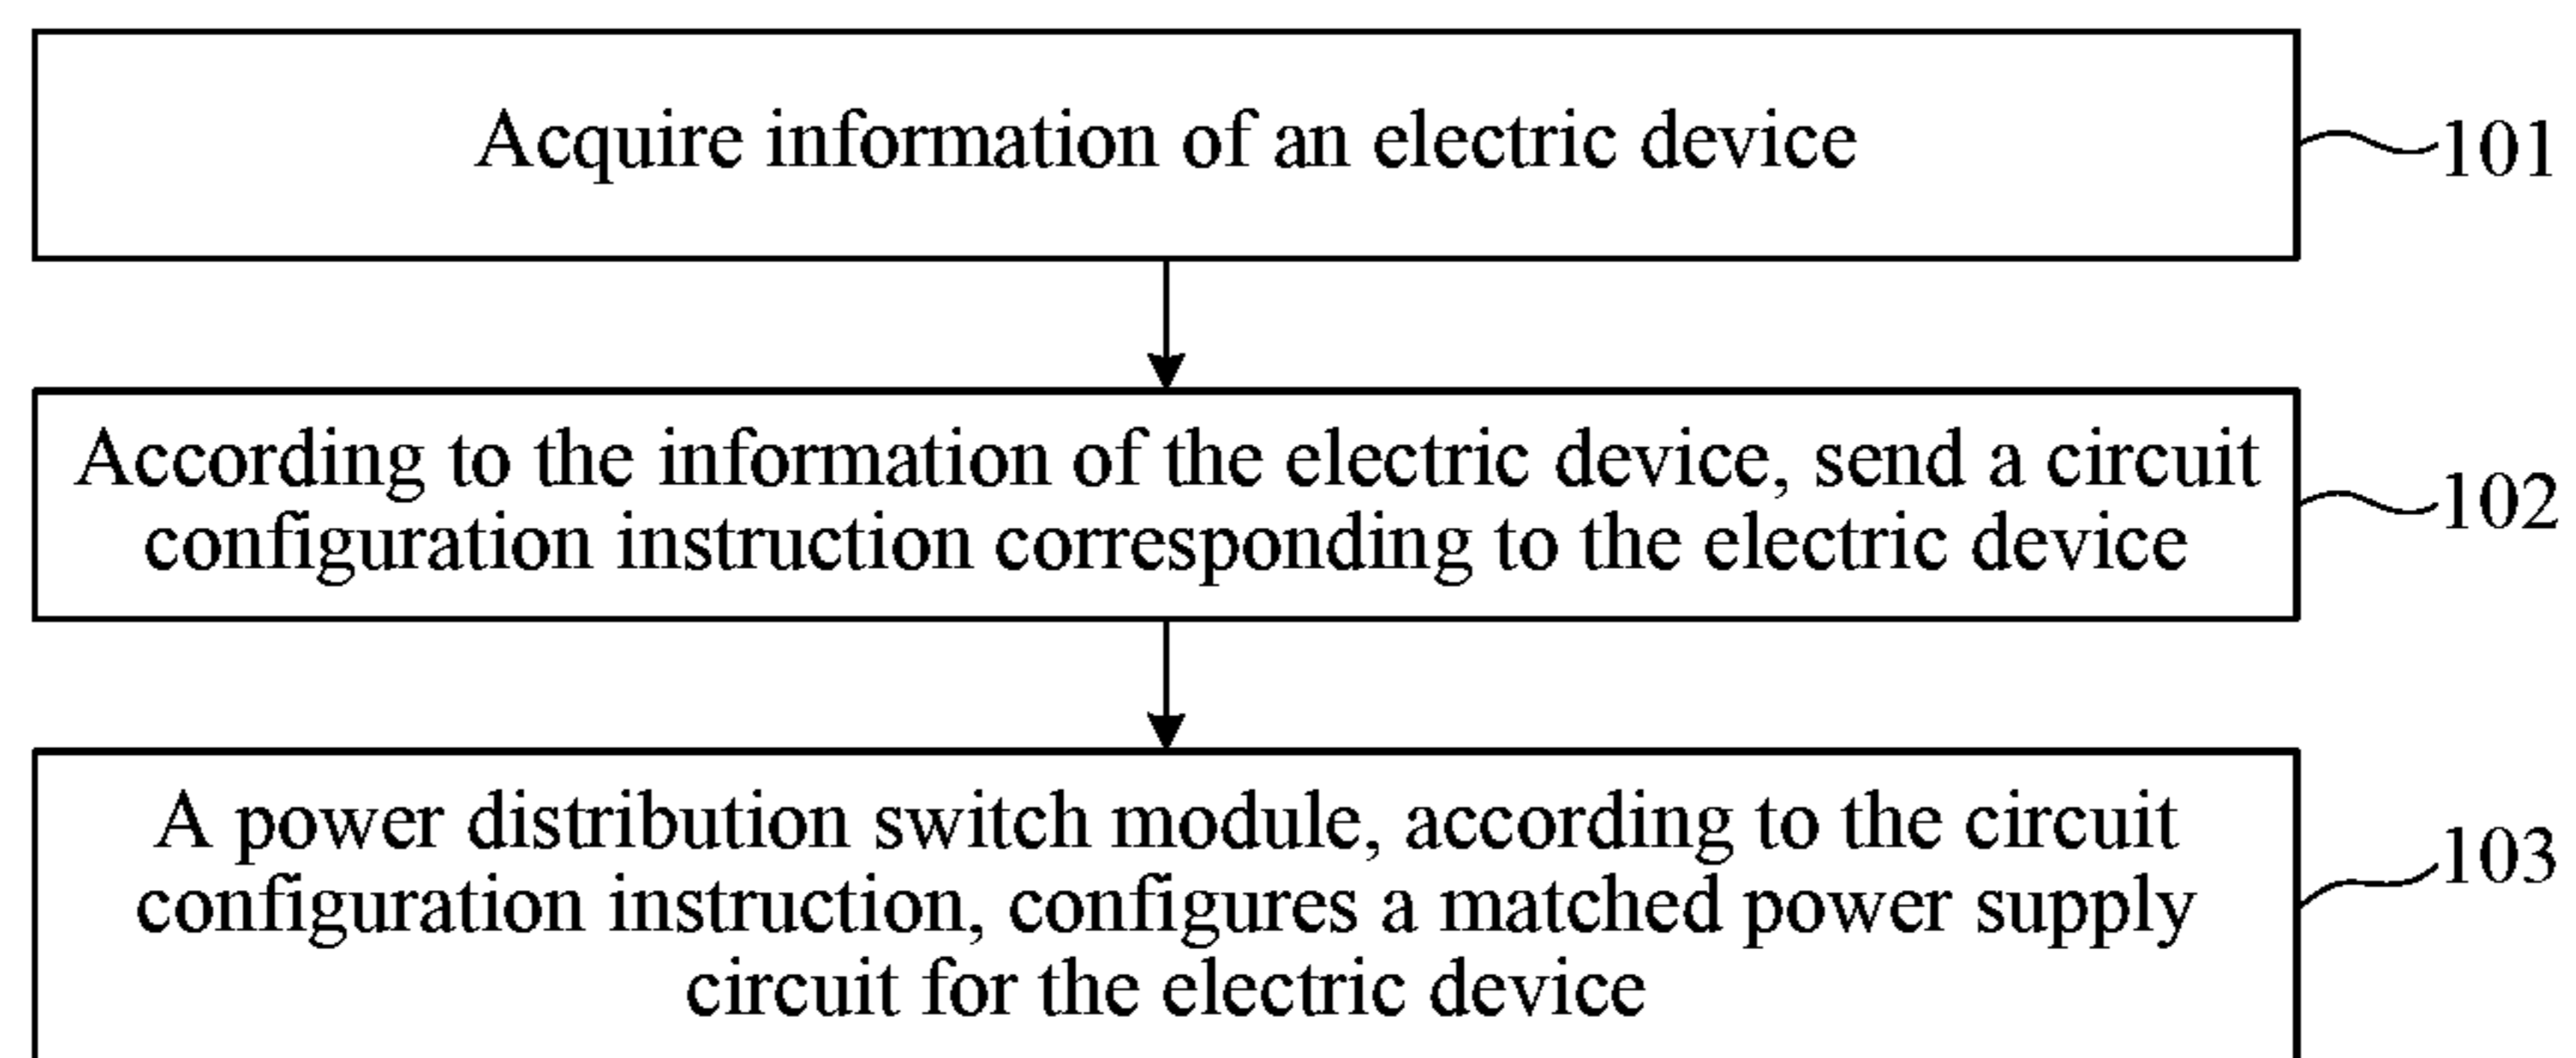 Acquire information of an electric device
101
According to the information of the electric device, send a circuit
configuration instruction corresponding to the electric device
102
A power distribution switch module, according to the circuit
configuration instruction, configures a matched power supply
circuit for the electric device
103